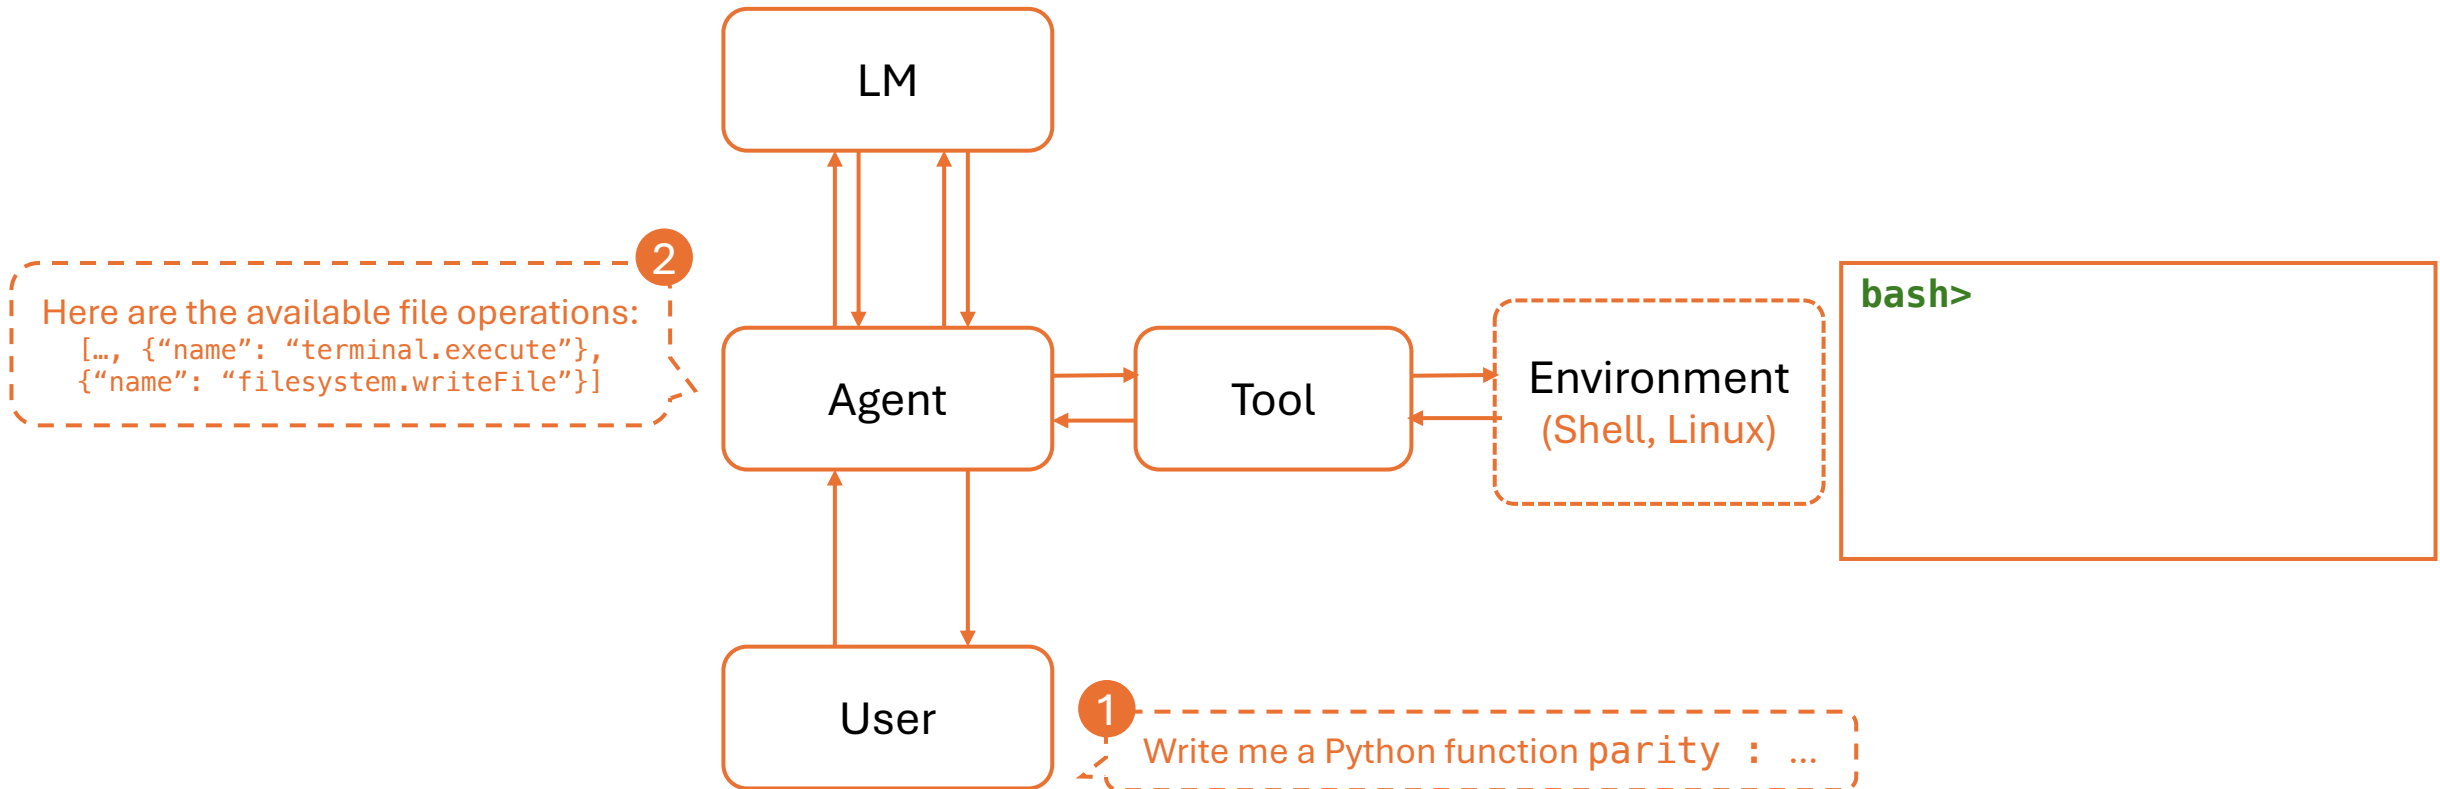 LM
2
Here are the available file operations:
[…, {“name”: “terminal.execute”},
{“name”: “filesystem.writeFile”}]
Agent
Tool
Environment
(Shell, Linux)
bash>
User
1
Write me a Python function parity : …